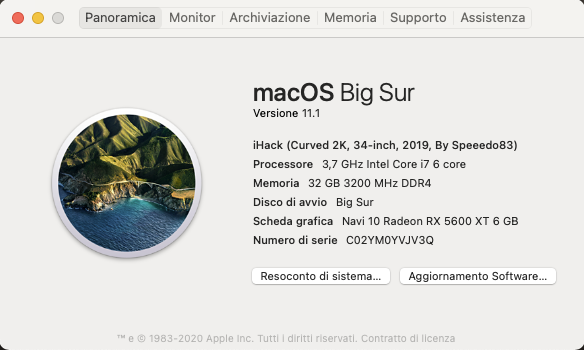 Panoramica Monitor Archiviazione Memoria Supporto Assistenza
macOS Big Sur
Versione 11.1
iHack (Curved 2K, 34-inch, 2019, By Speeedo83)
Processore 3,7 GHz Intel Core i7 6 core
Memoria 32 GB 3200 MHz DDR4
Disco di avvio Big Sur
Scheda grafica Navi 10 Radeon RX 5600 XT 6 GB
Numero di serie C02YM0YVJV3Q
Resoconto di sistema... Aggiornamento Software...
™ e © 1983-2020 Apple Inc. Tutti i diritti riservati. Contratto di licenza